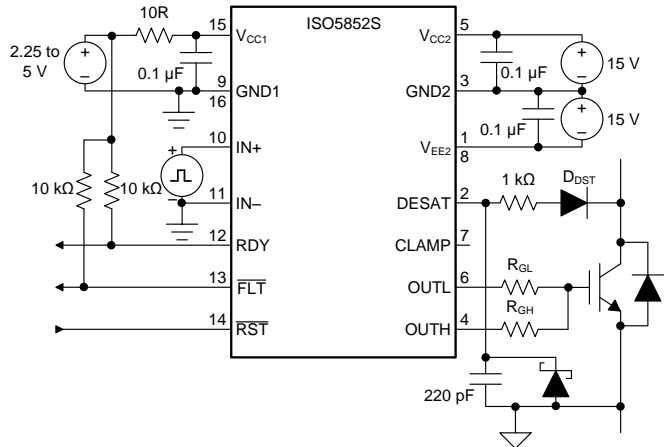 ISO5852S
10R
15
VCC1
2.25 to
5 V
0.1 µF
9
GND1
16
10
IN+
11
IN–
10 kΩ
10 kΩ
12
RDY
13
FLT
14
RST
5
VCC2
0.1 µF
15 V
3
GND2
0.1 µF
15 V
1
VEE2
8
1 kΩ
DDST
DESAT
2
CLAMP
7
OUTL
6
RGL
RGH
OUTH
4
220 pF
+
–
+
–
+
–
+
–